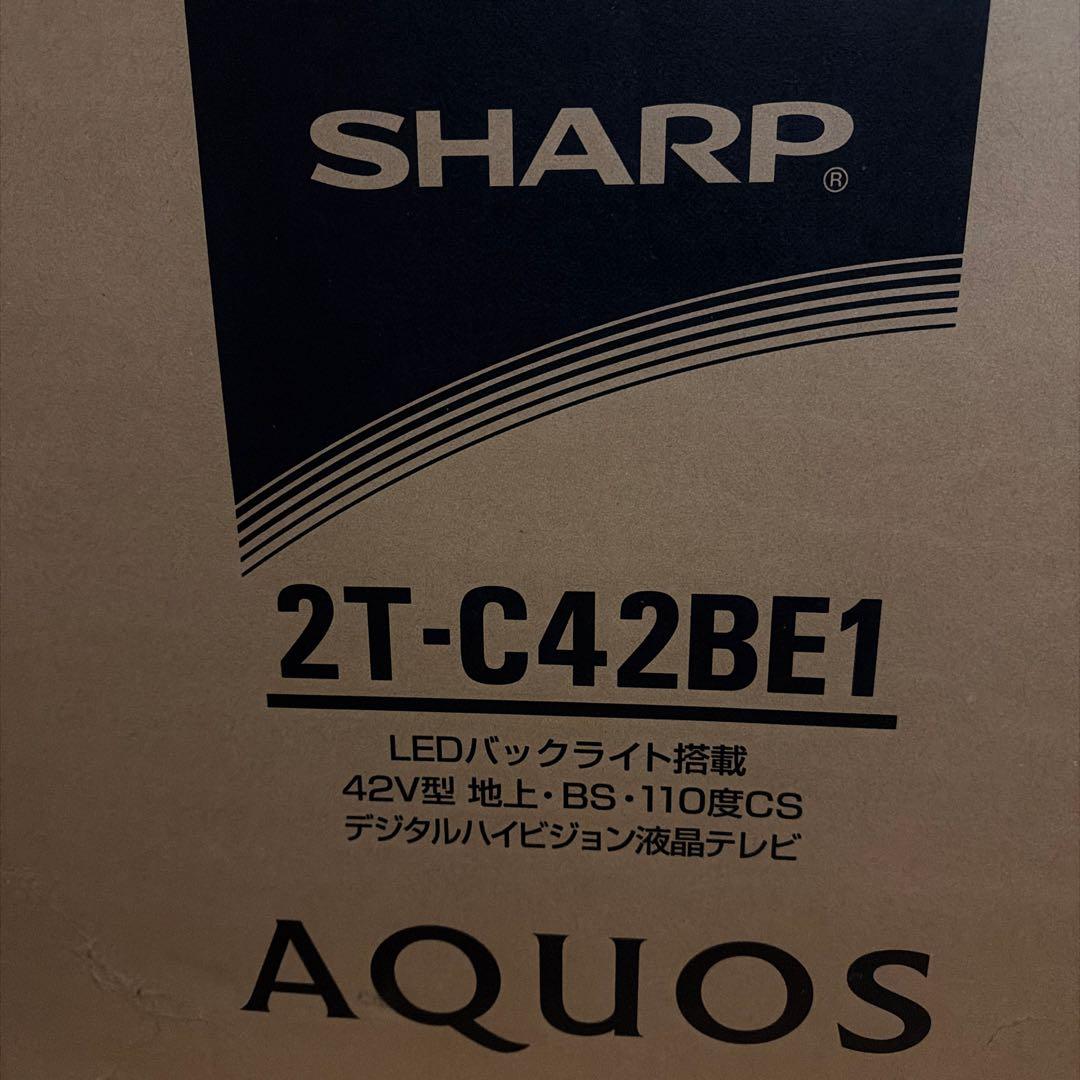 SHARP®
2T-C42BE1
LEDバックライト搭載
42V型 地上・BS・110度CS
デジタルハイビジョン液晶テレビ
AQUOS